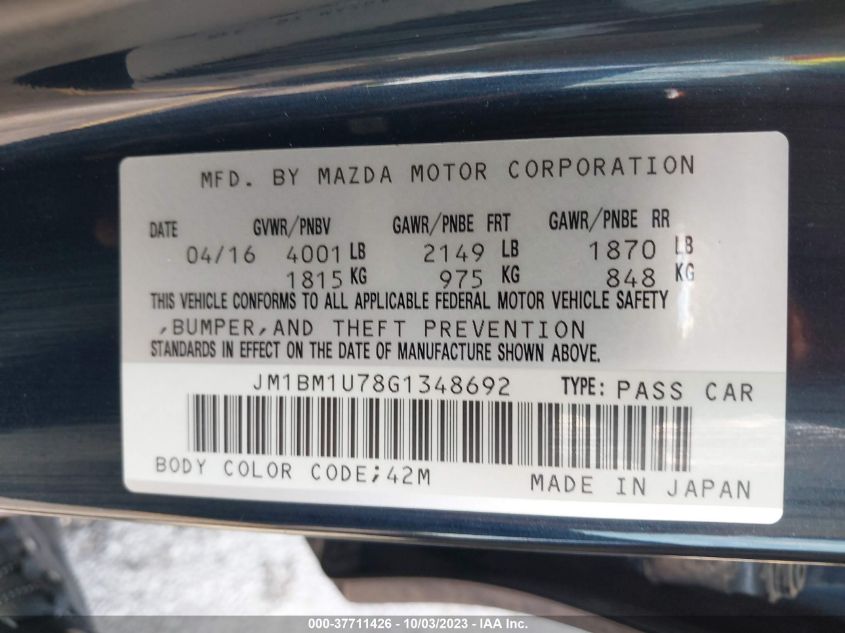 MFD. BY MAZDA MOTOR CORPORATION
DATE GVWR/PNBV GAWR/PNBE FRT GAWR/PNBE RR
04/16 4001 LB 2149 LB 1870 LB
1815 KG 975 KG 848 KG
THIS VEHICLE CONFORMS TO ALL APPLICABLE FEDERAL MOTOR VEHICLE SAFETY
,BUMPER,AND THEFT PREVENTION
STANDARDS IN EFFECT ON THE DATE OF MANUFACTURE SHOWN ABOVE.
JM1BM1U78G1348692 TYPE: PASS CAR
BODY COLOR CODE;42M
MADE IN JAPAN
000-37711426 - 10/03/2023 - IAA Inc.